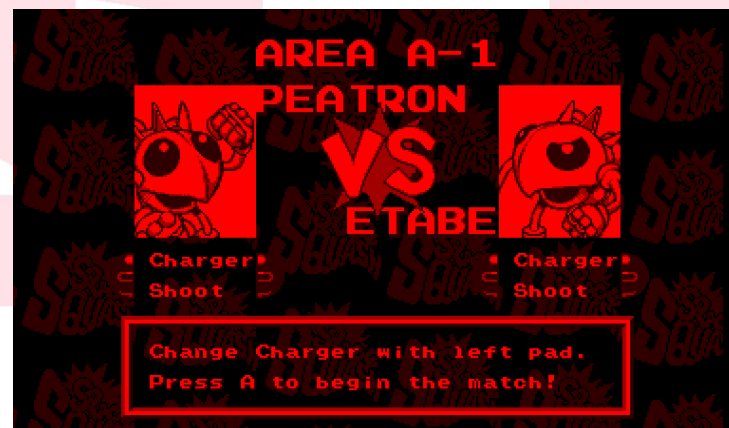 AREA A-1
PEATRON
VS
ETABE
Charger
Shoot
Charger
Shoot
Change Charger with left pad.
Press A to begin the match!